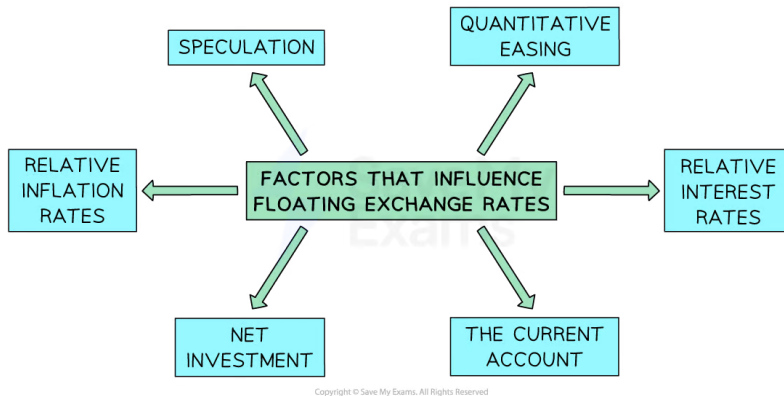 SPECULATION
QUANTITATIVE
EASING
RELATIVE
INFLATION
RATES
FACTORS THAT INFLUENCE
FLOATING EXCHANGE RATES
RELATIVE
INTEREST
RATES
NET
INVESTMENT
THE CURRENT
ACCOUNT
Copyright © Save My Exams. All Rights Reserved